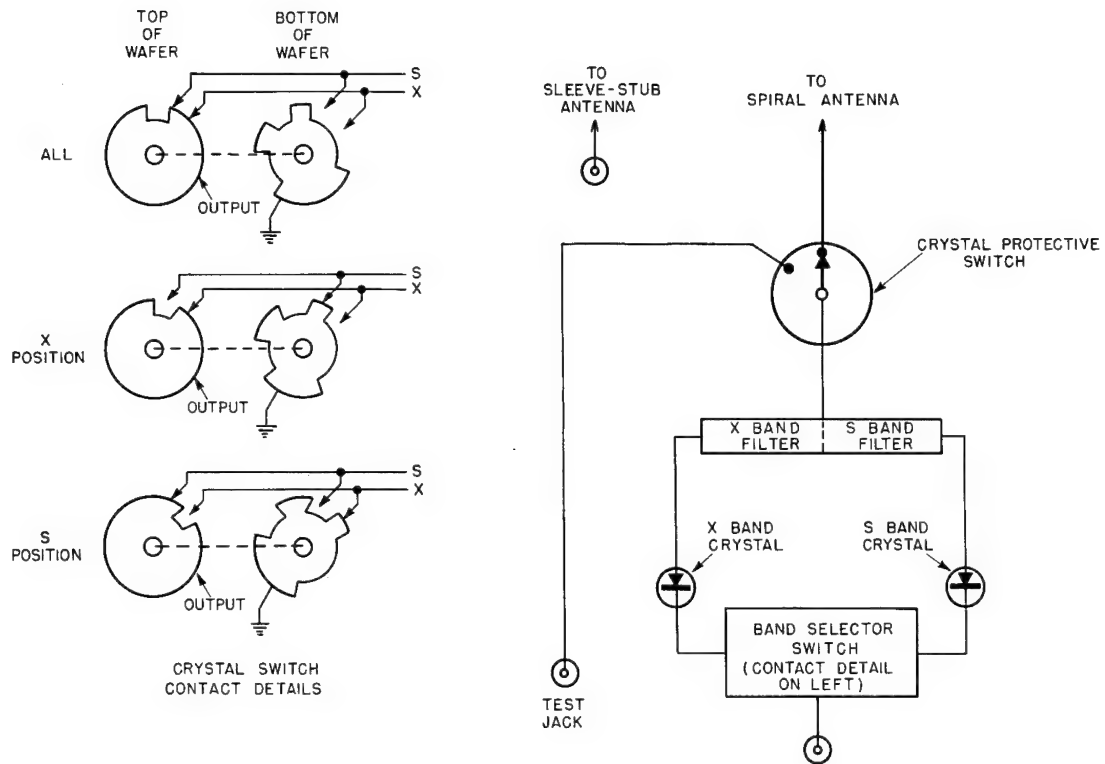 TOP
OF
WAFER
BOTTOM
OF
WAFER
S
X
ALL
OUTPUT
S
X
X
POSITION
OUTPUT
S
X
S
POSITION
OUTPUT
CRYSTAL SWITCH
CONTACT DETAILS
TO
SLEEVE-STUB
ANTENNA
TO
SPIRAL ANTENNA
CRYSTAL PROTECTIVE
SWITCH
X BAND
FILTER
S BAND
FILTER
X BAND
CRYSTAL
S BAND
CRYSTAL
BAND SELECTOR
SWITCH
(CONTACT DETAIL
ON LEFT)
TEST
JACK